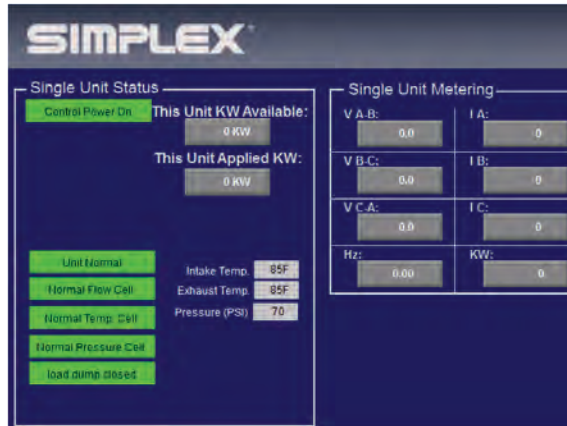 SIMPLEX
Single Unit Status
Control Power On
This Unit KW Available:
0 KW
This Unit Applied KW:
0 KW
Unit Normal
Normal Flow Cell
Normal Temp. Cell
Normal Pressure Cell
load dump closed
Intake Temp. 85F
Exhaust Temp. 85F
Pressure (PSI) 70
Single Unit Metering
V A-B: I A:
0.0 0
V B-C: I B:
0.0 0
V C-A: I C:
0.0 0
Hz: KW:
0.00 0